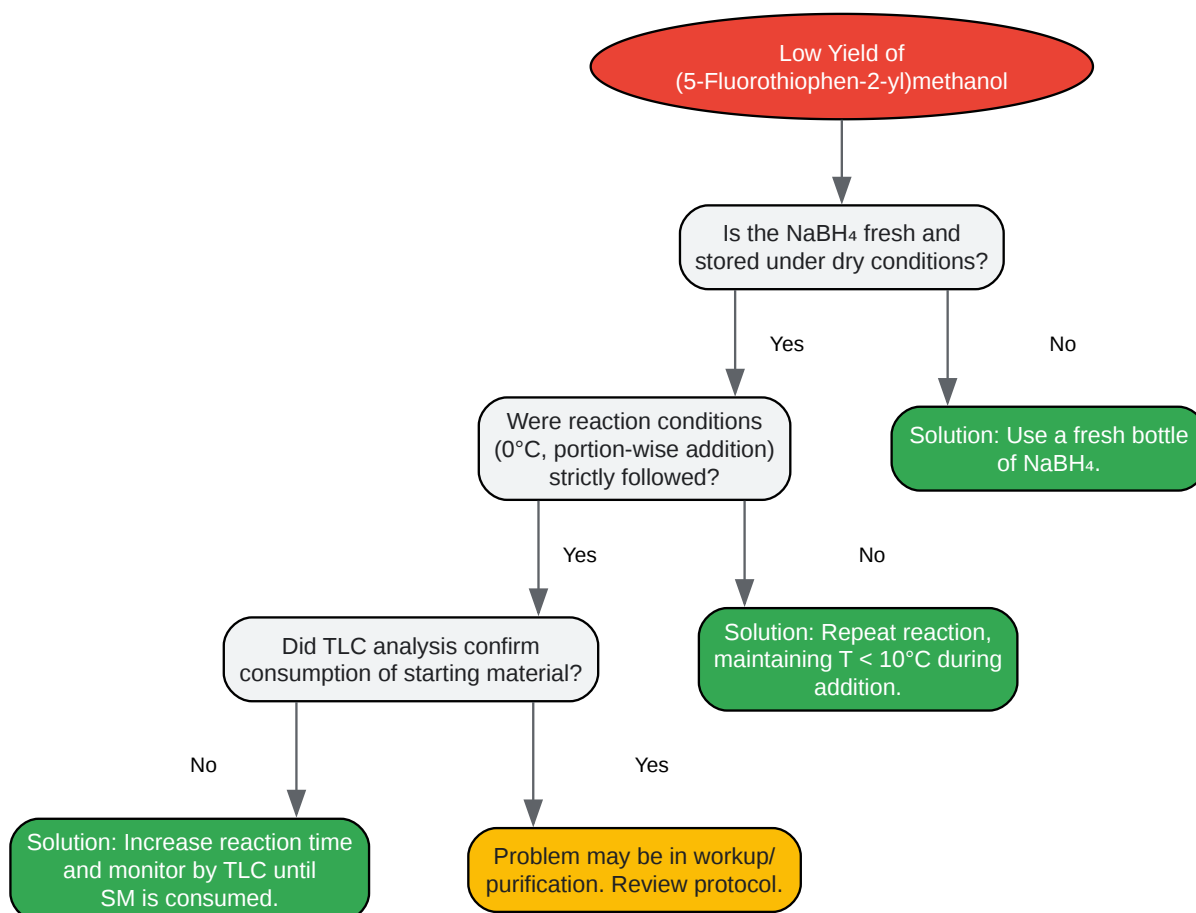 Low Yield of
(5-Fluorothiophen-2-yl)methanol
Is the NaBH₄ fresh and
stored under dry conditions?
Yes
No
Were reaction conditions
(0°C, portion-wise addition)
strictly followed?
Solution: Use a fresh bottle
of NaBH₄.
Yes
No
Did TLC analysis confirm
consumption of starting material?
Solution: Repeat reaction,
maintaining T < 10°C during
addition.
No
Yes
Solution: Increase reaction time
and monitor by TLC until
SM is consumed.
Problem may be in workup/
purification. Review protocol.